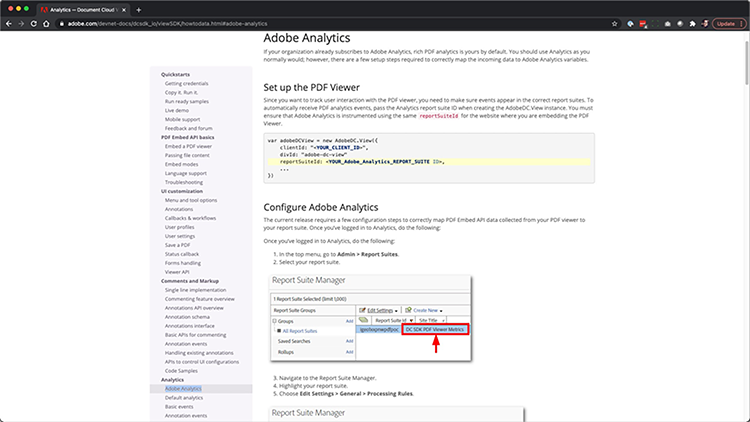 Analytics — Document Cloud V
adobe.com/devnet-docs/dcsdk_io/viewSDK/howtodata.html#adobe-analytics
Update
Quickstarts
Getting credentials
Copy it. Run it.
Run ready samples
Live demo
Mobile support
Feedback and forum
PDF Embed API basics
Embed a PDF viewer
Passing file content
Embed modes
Language support
Troubleshooting
UI customization
Menu and tool options
Annotations
Callbacks & workflows
User profiles
User settings
Save a PDF
Status callback
Forms handling
Viewer API
Comments and Markup
Single line implementation
Commenting feature overview
Annotations API overview
Annotation schema
Annotations interface
Basic APIs for commenting
Annotation events
Handling existing annotations
APIs to control UI configurations
Code Samples
Analytics
Adobe Analytics
Default analytics
Basic events
Annotation events
Adobe Analytics
If your organization already subscribes to Adobe Analytics, rich PDF analytics is yours by default. You should use Analytics as you
normally would; however, there are a few setup steps required to correctly map the incoming data to Adobe Analytics variables.
Set up the PDF Viewer
Since you want to track user interaction with the PDF viewer, you need to make sure events appear in the correct report suites. To
automatically receive PDF analytics events, pass the Analytics report suite ID when creating the AdobeDC.View instance. You must
ensure that Adobe Analytics is instrumented using the same reportSuiteId for the website where you are embedding the PDF
Viewer.
var adobeDCView = new AdobeDC.View({
clientId: "<YOUR_CLIENT_ID>",
divId: "adobe-dc-view"
reportSuiteId: <YOUR_Adobe_Analytics_REPORT_SUITE ID>,
...
})
Configure Adobe Analytics
The current release requires a few configuration steps to correctly map PDF Embed API data collected from your PDF viewer to
your report suite. Once you've logged in to Analytics, do the following:
Once you've logged in to Analytics, do the following:
1. In the top menu, go to Admin > Report Suites.
2. Select your report suite.
Report Suite Manager
1 Report Suite Selected (limit 1,000)
Report Suite Groups
Edit Settings
Create New
Groups Add
Report Suite Id
Site Title
All Report Suites Add
DC SDK PDF Viewer Metrics
Saved Searches Add
Rollups Add
3. Navigate to the Report Suite Manager.
4. Highlight your report suite.
5. Choose Edit Settings > General > Processing Rules.
Report Suite Manager